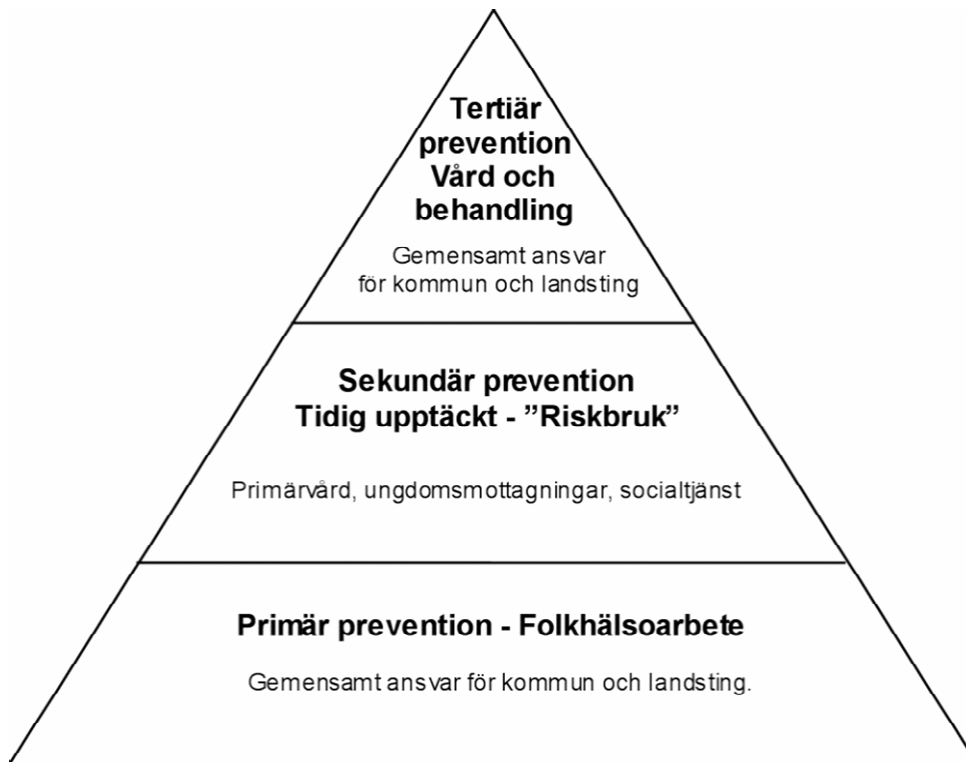 Tertiär
prevention
Vård och
behandling
Gemensamt ansvar
för kommun och landsting
Sekundär prevention
Tidig upptäckt - ”Riskbruk”
Primärvård, ungdomsmottagningar, socialtjänst
Primär prevention - Folkhälsoarbete
Gemensamt ansvar för kommun och landsting.